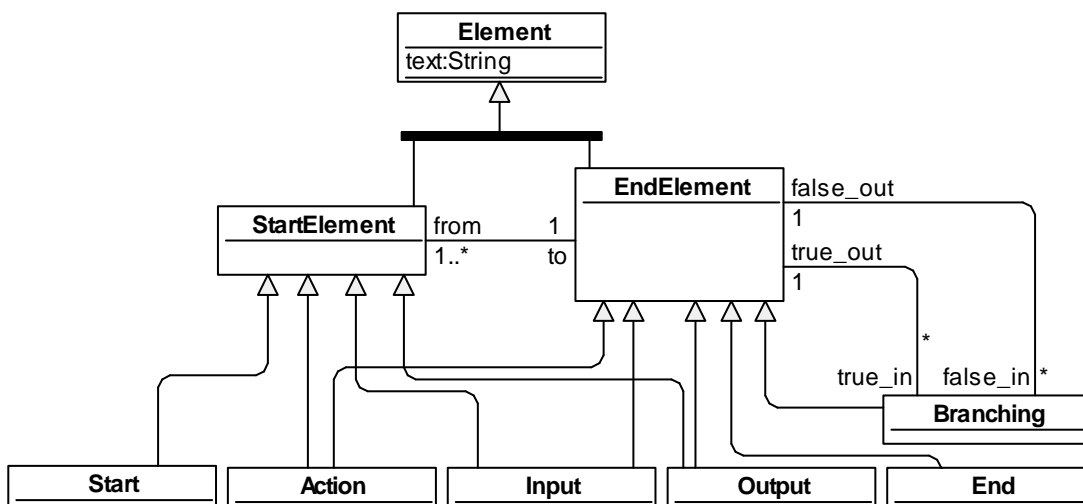 Element
text:String
EndElement
false_out
StartElement
from
1
1
1..*
to
true_out
1
*
true_in
false_in
*
Branching
Start
Action
Input
Output
End